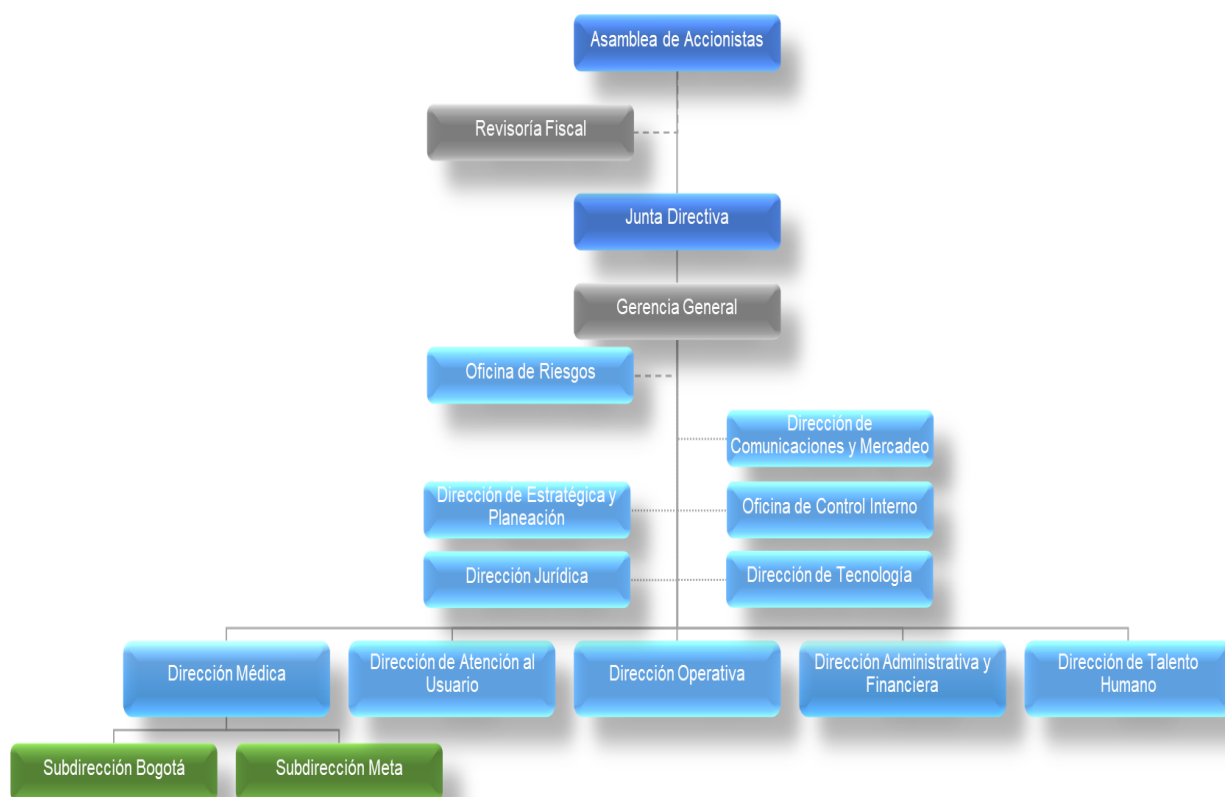 Asamblea de Accionistas
Revisoría Fiscal
Junta Directiva
Gerencia General
Oficina de Riesgos
Dirección de
Comunicaciones y Mercadeo
Dirección de Estratégica y
Planeación
Oficina de Control Interno
Dirección Jurídica
Dirección de Tecnología
Dirección Médica
Dirección de Atención al
Usuario
Dirección Operativa
Dirección Administrativa y
Financiera
Dirección de Talento
Humano
Subdirección Bogotá
Subdirección Meta